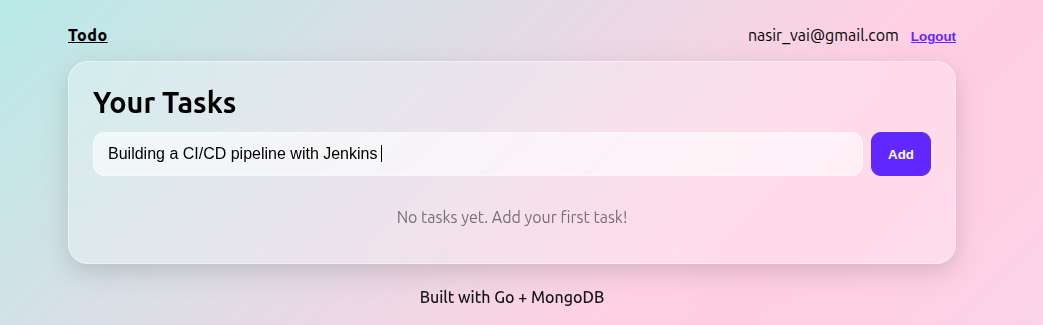 Todo nasir_vai@gmail.com Logout
Your Tasks
Building a CI/CD pipeline with Jenkins Add
No tasks yet. Add your first task!
Built with Go + MongoDB